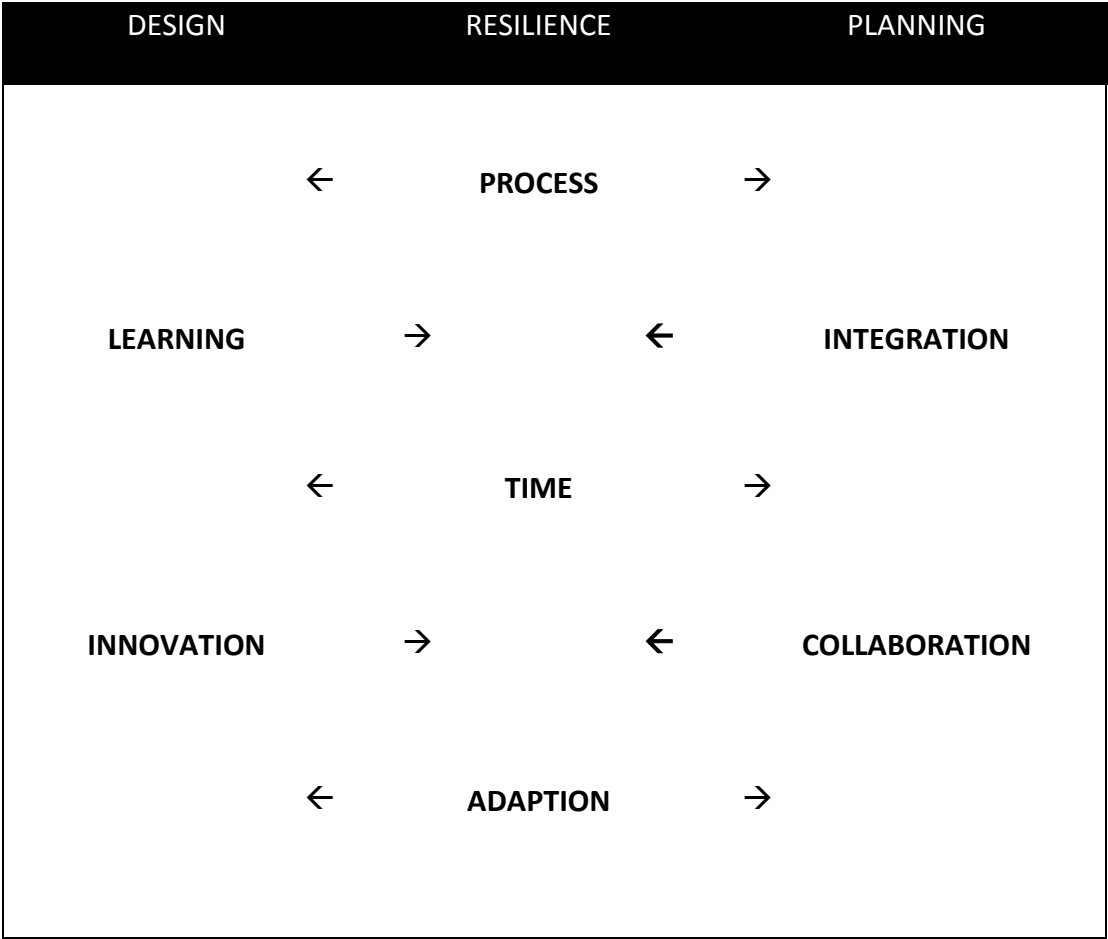 DESIGN RESILIENCE PLANNING
← PROCESS →
LEARNING → ← INTEGRATION
← TIME →
INNOVATION → ← COLLABORATION
← ADAPTION →